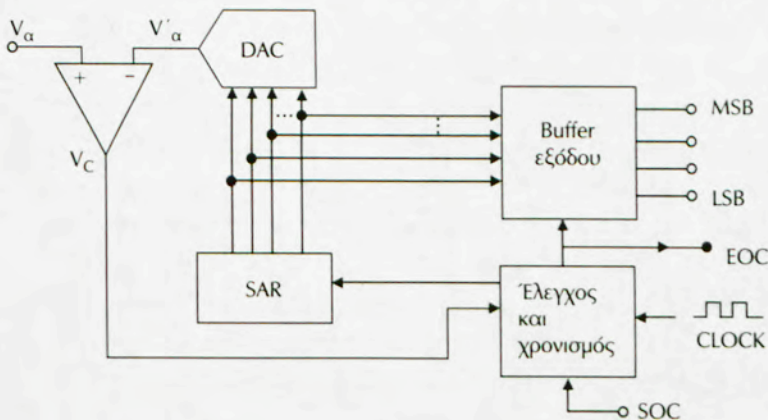 Vα
V´α
DAC
+
−
VC
Buffer
εξόδου
MSB
LSB
EOC
SAR
Έλεγχος
και
χρονισμός
CLOCK
SOC